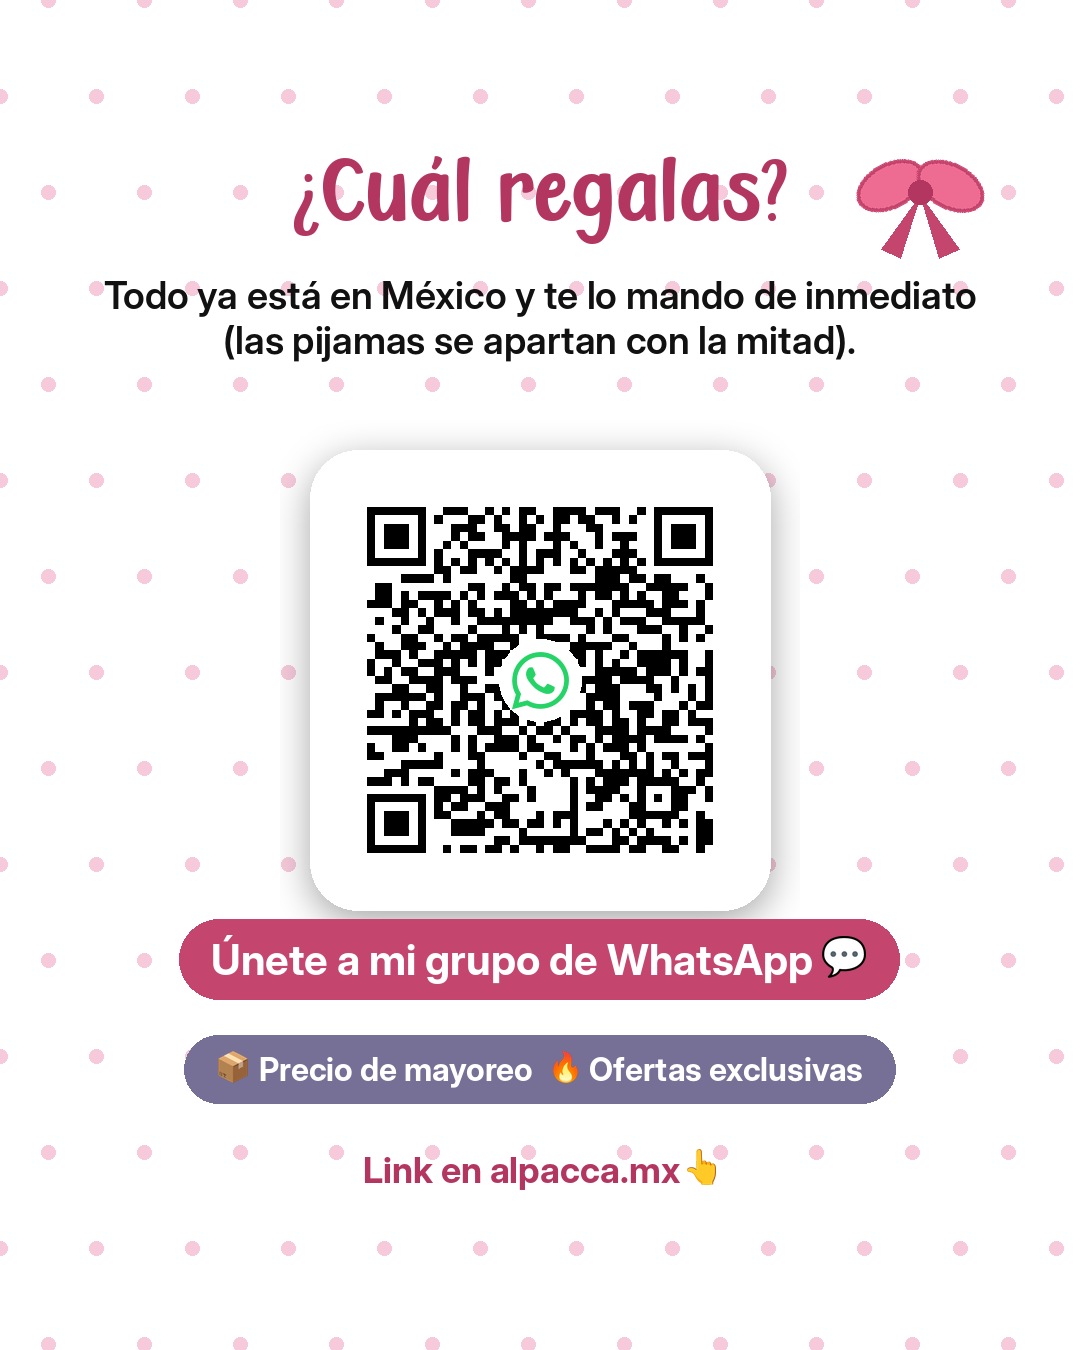 ¿Cuál regalas?
Todo ya está en México y te lo mando de inmediato
(las pijamas se apartan con la mitad).
Únete a mi grupo de WhatsApp 💬
📦 Precio de mayoreo 🔥 Ofertas exclusivas
Link en alpacca.mx 👆